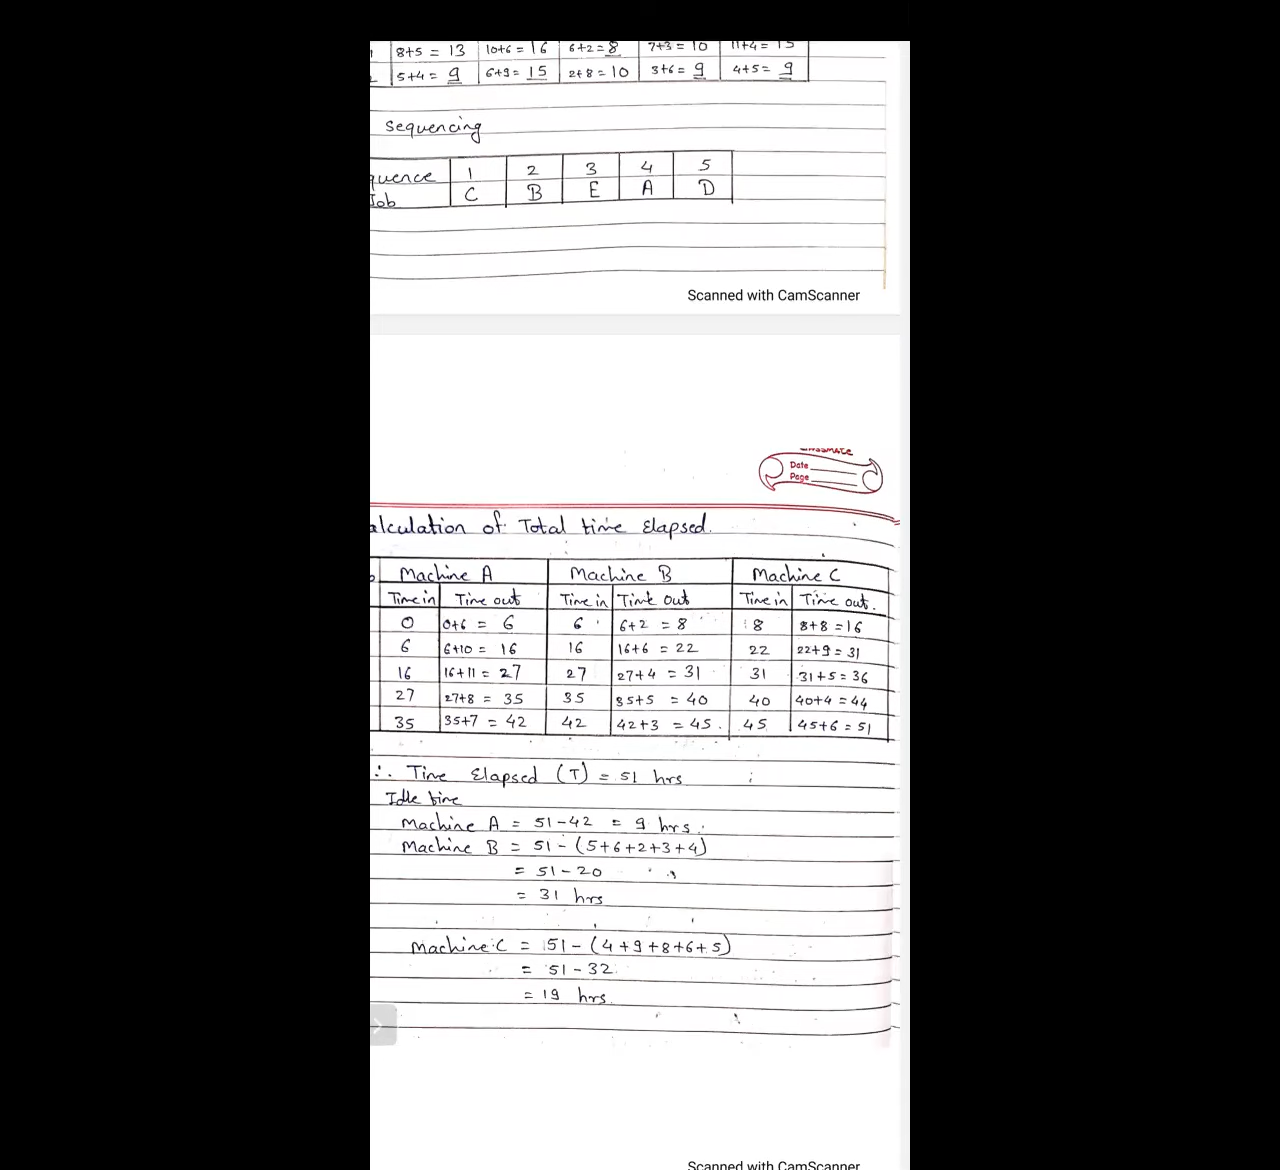 8+5 = 13 10+6 = 16 6+2 = 8 7+3 = 10 11+4 = 15
5+4 = 9 6+9 = 15 2+8 = 10 3+6 = 9 4+5 = 9
Sequencing
quence 1 2 3 4 5
Job C B E A D
Scanned with CamScanner
classmate
Date
Page
alculation of Total time Elapsed.
Machine A Machine B Machine C
Time in Time out Time in Time Out Time in Time out.
0 0+6 = 6 6 6+2 = 8 8 8+8 = 16
6 6+10 = 16 16 16+6 = 22 22 22+9 = 31
16 16+11 = 27 27 27+4 = 31 31 31+5 = 36
27 27+8 = 35 35 35+5 = 40 40 40+4 = 44
35 35+7 = 42 42 42+3 = 45 45 45+6 = 51
∴ Time Elapsed (T) = 51 hrs
Idle time
Machine A = 51-42 = 9 hrs.
Machine B = 51-(5+6+2+3+4)
= 51-20
= 31 hrs
Machine C = 51-(4+9+8+6+5)
= 51-32
= 19 hrs.
Scanned with CamScanner